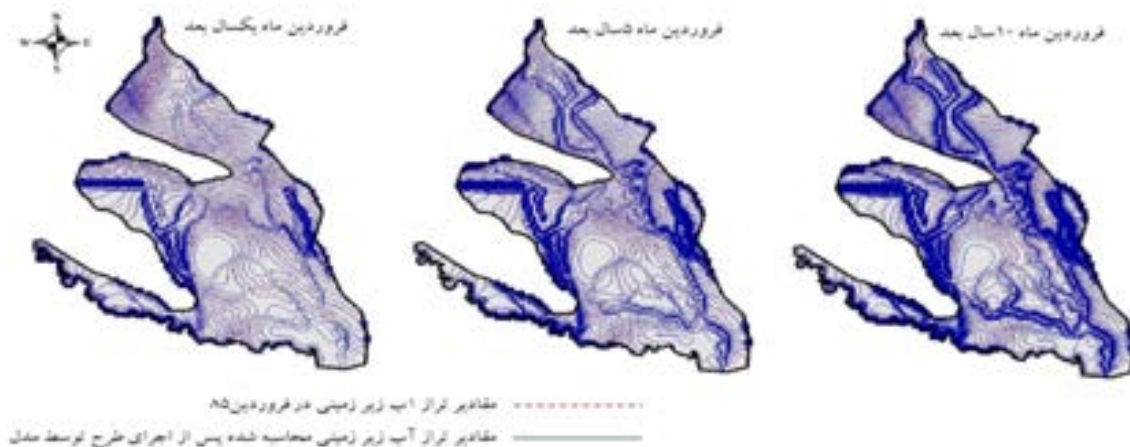 فروردین ماه یکسال بعد
فروردین ماه ۵سال بعد
فروردین ماه ۱۰سال بعد
N
W E
S
مقادیر تراز اب زیر زمینی در فروردین۸۵
مقادیر تراز آب زیر زمینی محاسبه شده پس از اجرای طرح توسط مدل